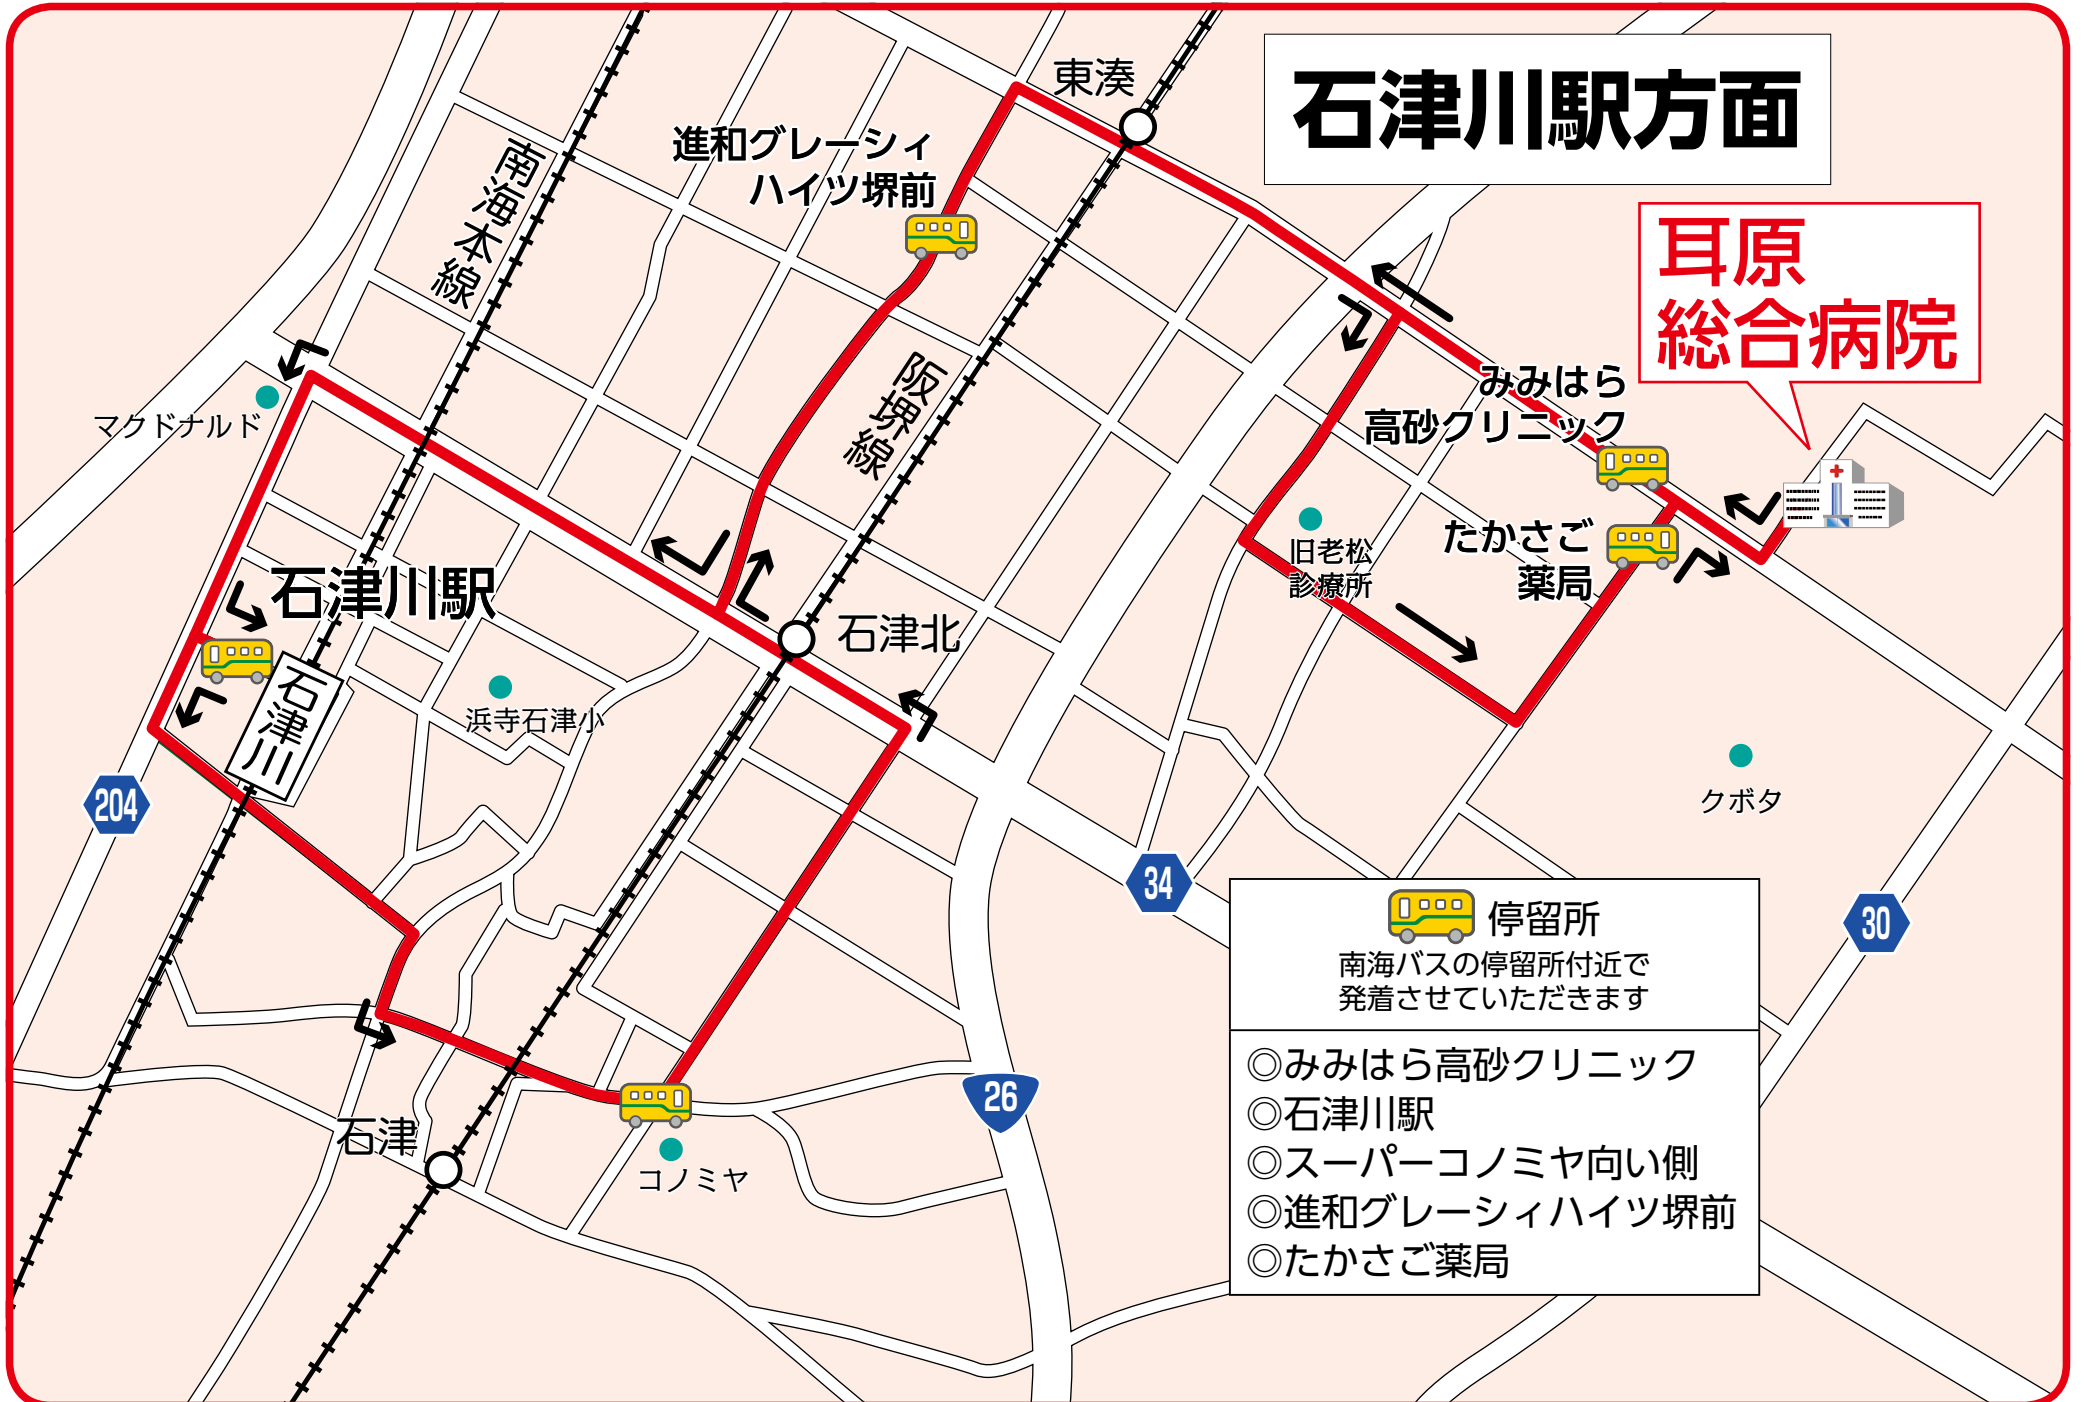 石津川駅方面
東湊
進和グレーシィ
ハイツ堺前
南海本線
耳原
総合病院
阪堺線
みみはら
高砂クリニック
マクドナルド
たかさご
薬局
旧老松
診療所
石津川駅
石津北
石津川
浜寺石津小
204
クボタ
34
30
停留所
南海バスの停留所付近で
発着させていただきます
◎みみはら高砂クリニック
◎石津川駅
◎スーパーコノミヤ向い側
◎進和グレーシィハイツ堺前
◎たかさご薬局
26
石津
コノミヤ